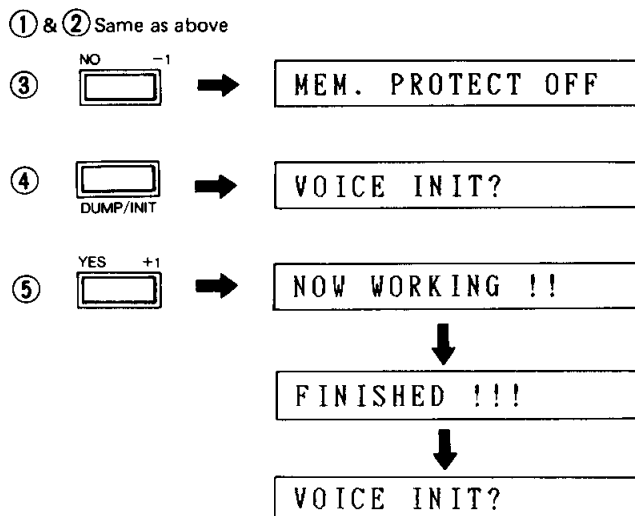 ① & ② Same as above
③ NO −1 MEM. PROTECT OFF
④ DUMP/INIT VOICE INIT?
⑤ YES +1 NOW WORKING !!
FINISHED !!!
VOICE INIT?